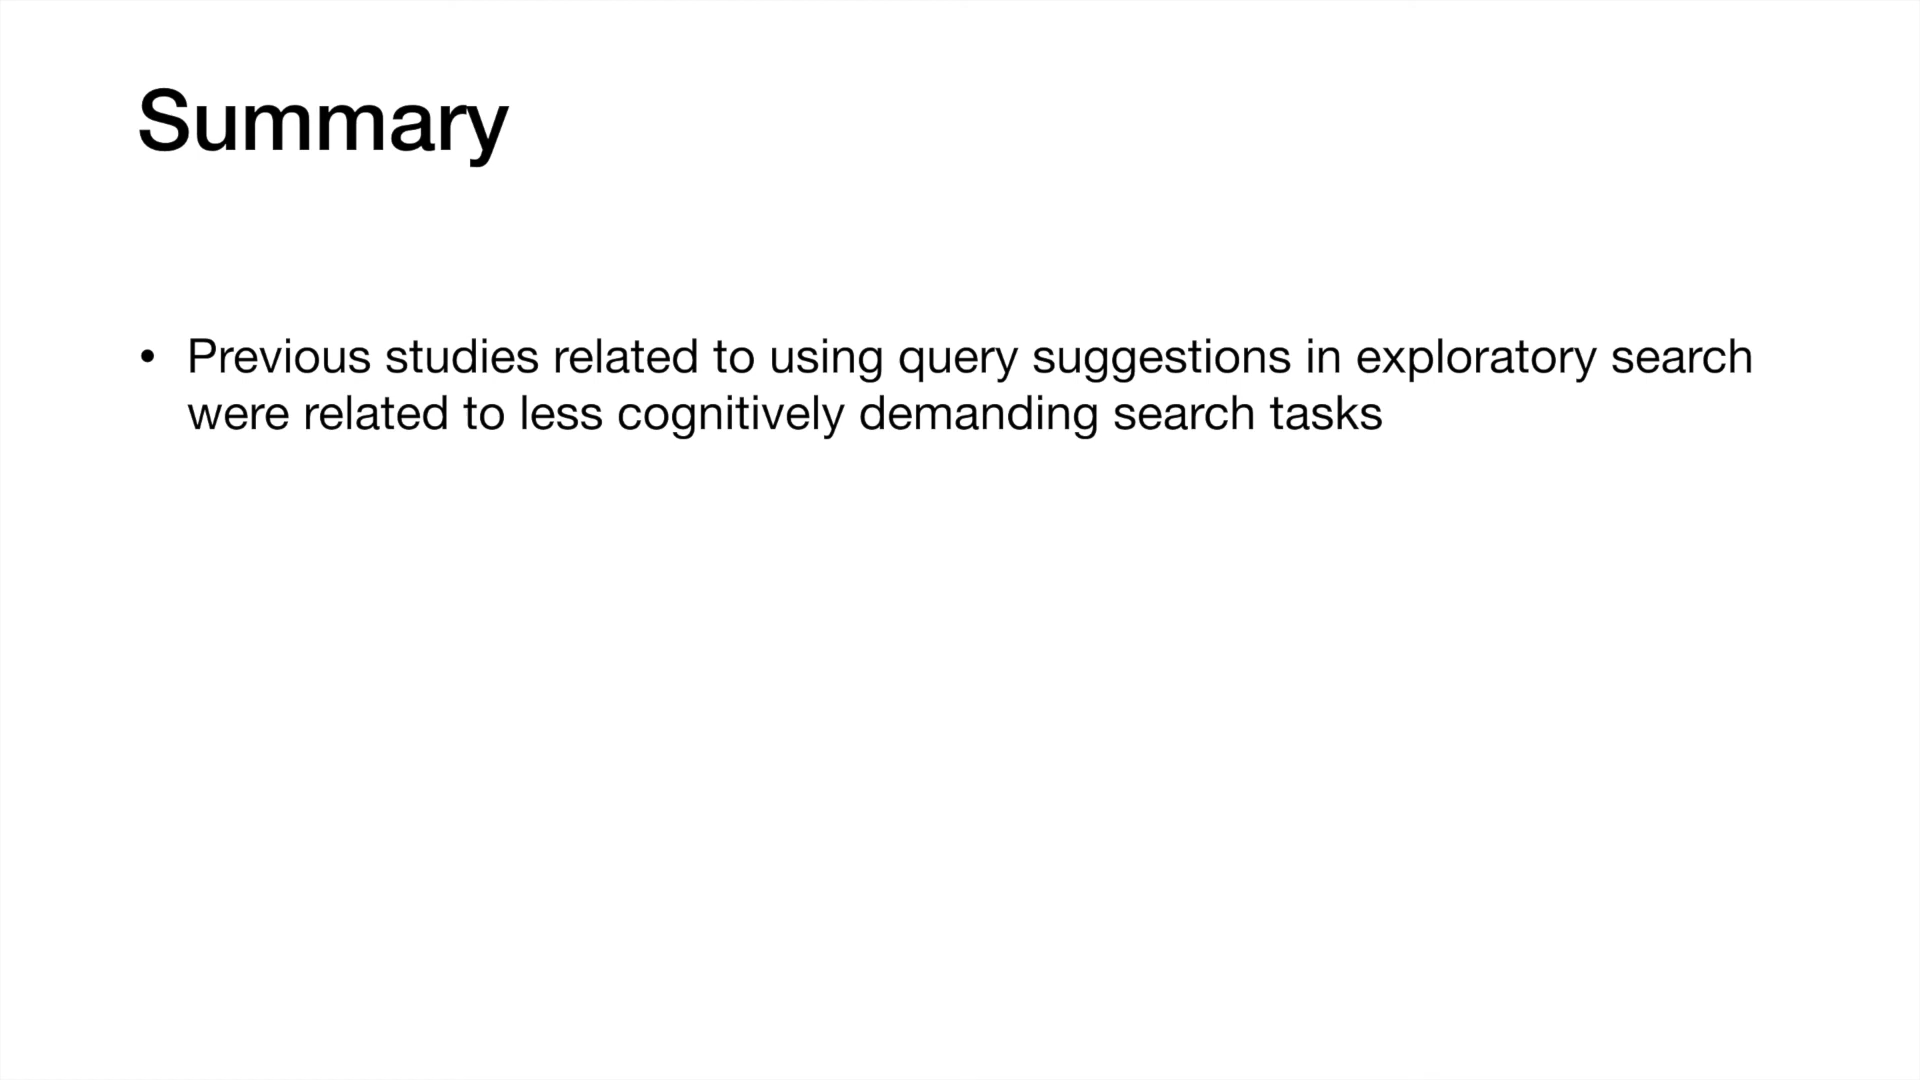 Summary
• Previous studies related to using query suggestions in exploratory search
were related to less cognitively demanding search tasks